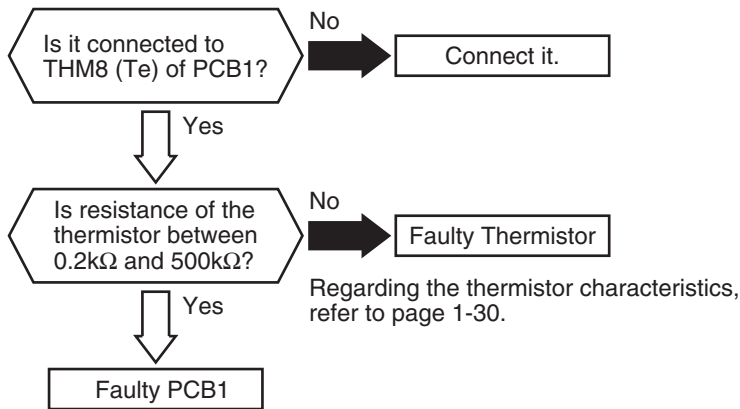 Is it connected to
THM8 (Te) of PCB1?
No
Connect it.
Yes
Is resistance of the
thermistor between
0.2kΩ and 500kΩ?
No
Faulty Thermistor
Regarding the thermistor characteristics,
refer to page 1-30.
Yes
Faulty PCB1